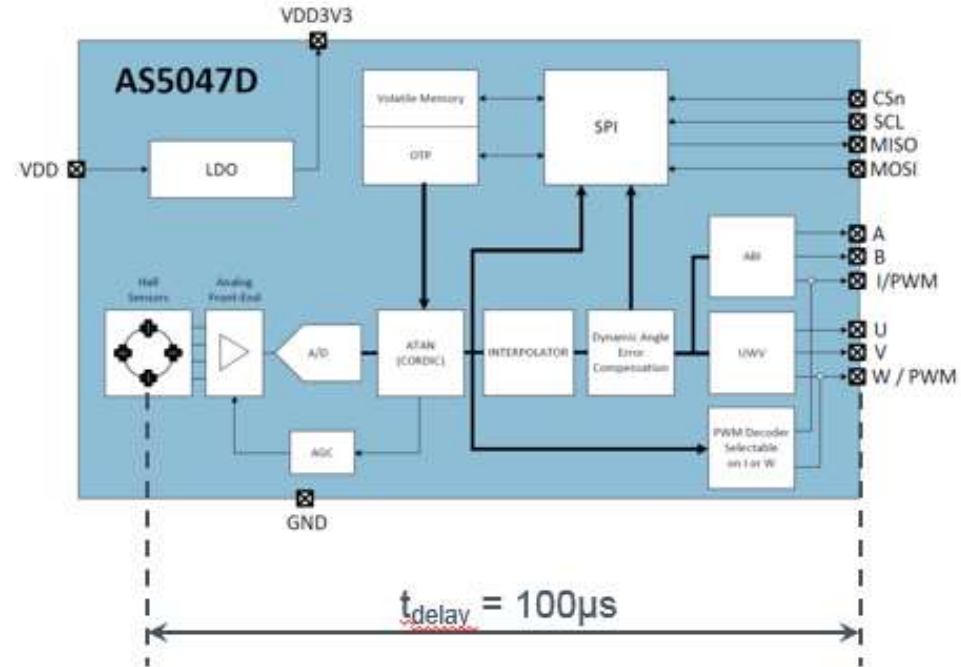 VDD3V3
AS5047D
VDD
LDO
Volatile Memory
OTP
SPI
CSn
SCL
MISO
MOSI
Hall
Sensors
Analog
Front-End
A/D
ATAN
(CORDIC)
INTERPOLATOR
Dynamic Angle
Error
Compensation
ABI
UWV
PWM Decoder
Selectable
on I or W
AGC
A
B
I/PWM
U
V
W / PWM
GND
tdelay = 100µs